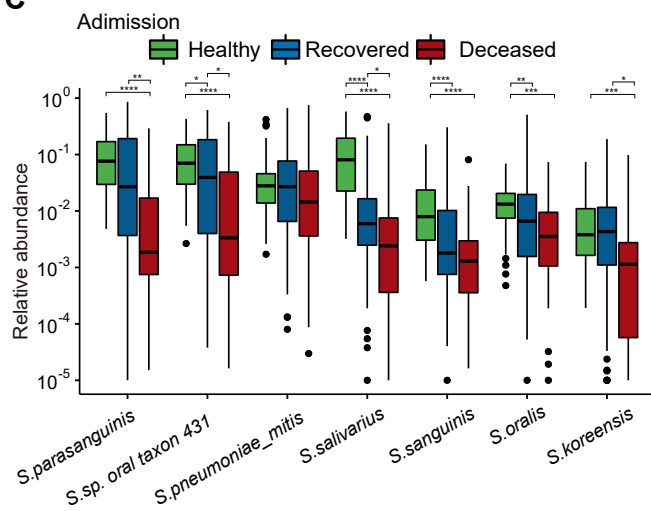 C
Adimission
Healthy Recovered Deceased
** * * *
**** * **** **** **** ** ***
**** **** *** 
10^0
10^-1
10^-2
10^-3
10^-4
10^-5
Relative abundance
S.parasanguinis
S.sp. oral taxon 431
S.pneumoniae_mitis
S.salivarius
S.sanguinis
S.oralis
S.koreensis